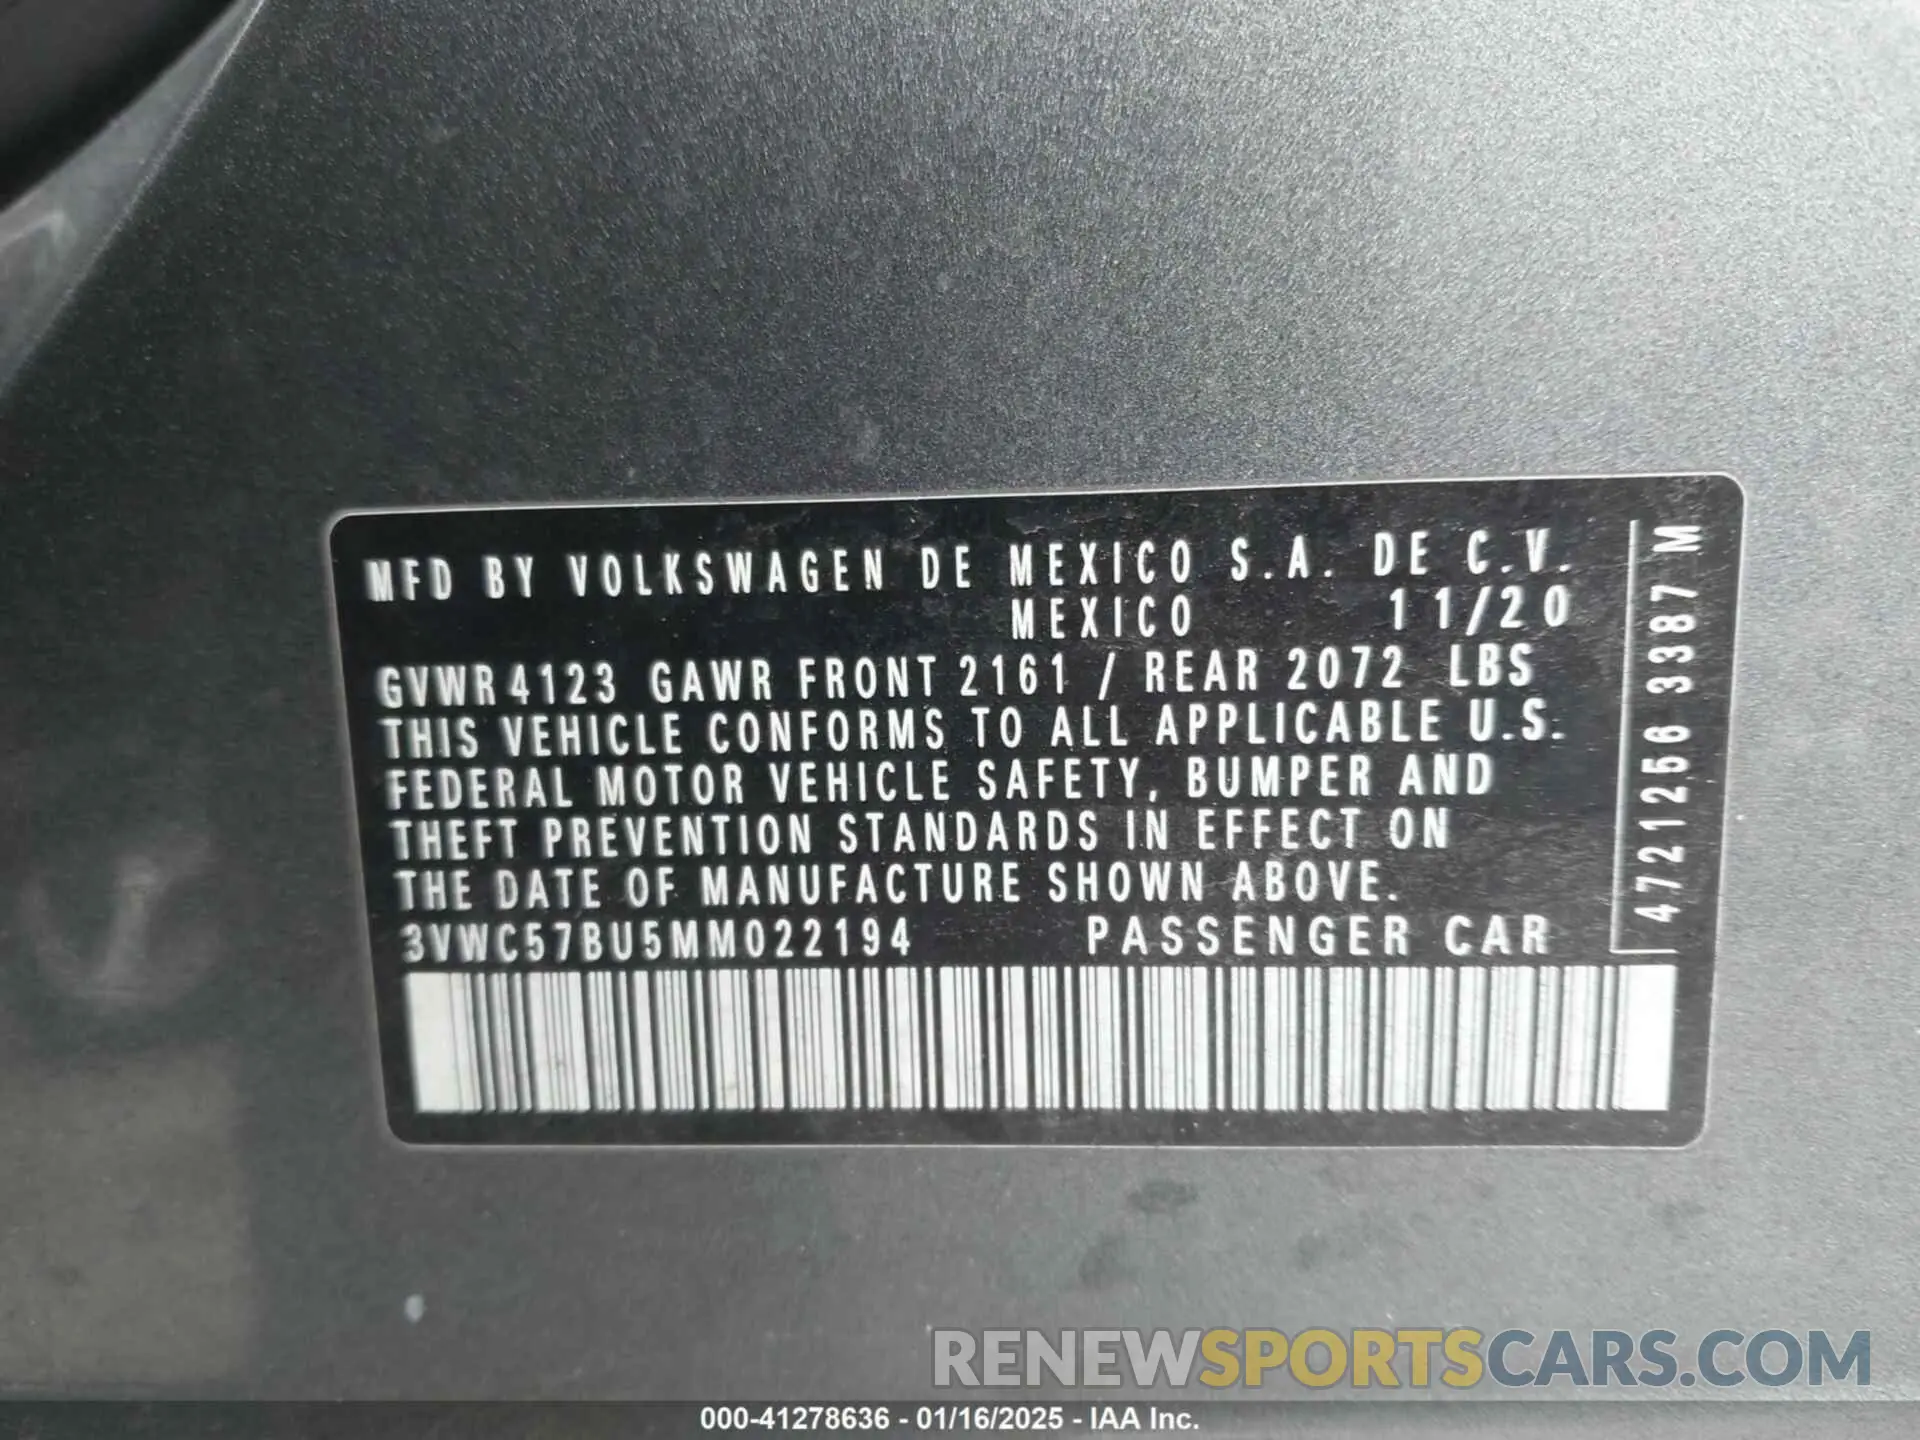 MFD BY VOLKSWAGEN DE MEXICO S.A. DE C.V.
MEXICO 11/20
GVWR 4123 GAWR FRONT 2161 / REAR 2072 LBS
THIS VEHICLE CONFORMS TO ALL APPLICABLE U.S.
FEDERAL MOTOR VEHICLE SAFETY, BUMPER AND
THEFT PREVENTION STANDARDS IN EFFECT ON
THE DATE OF MANUFACTURE SHOWN ABOVE.
3VWC57BU5MM022194 PASSENGER CAR
4721256 3387 M
RENEWSPORTSCARS.COM
000-41278636 - 01/16/2025 - IAA Inc.